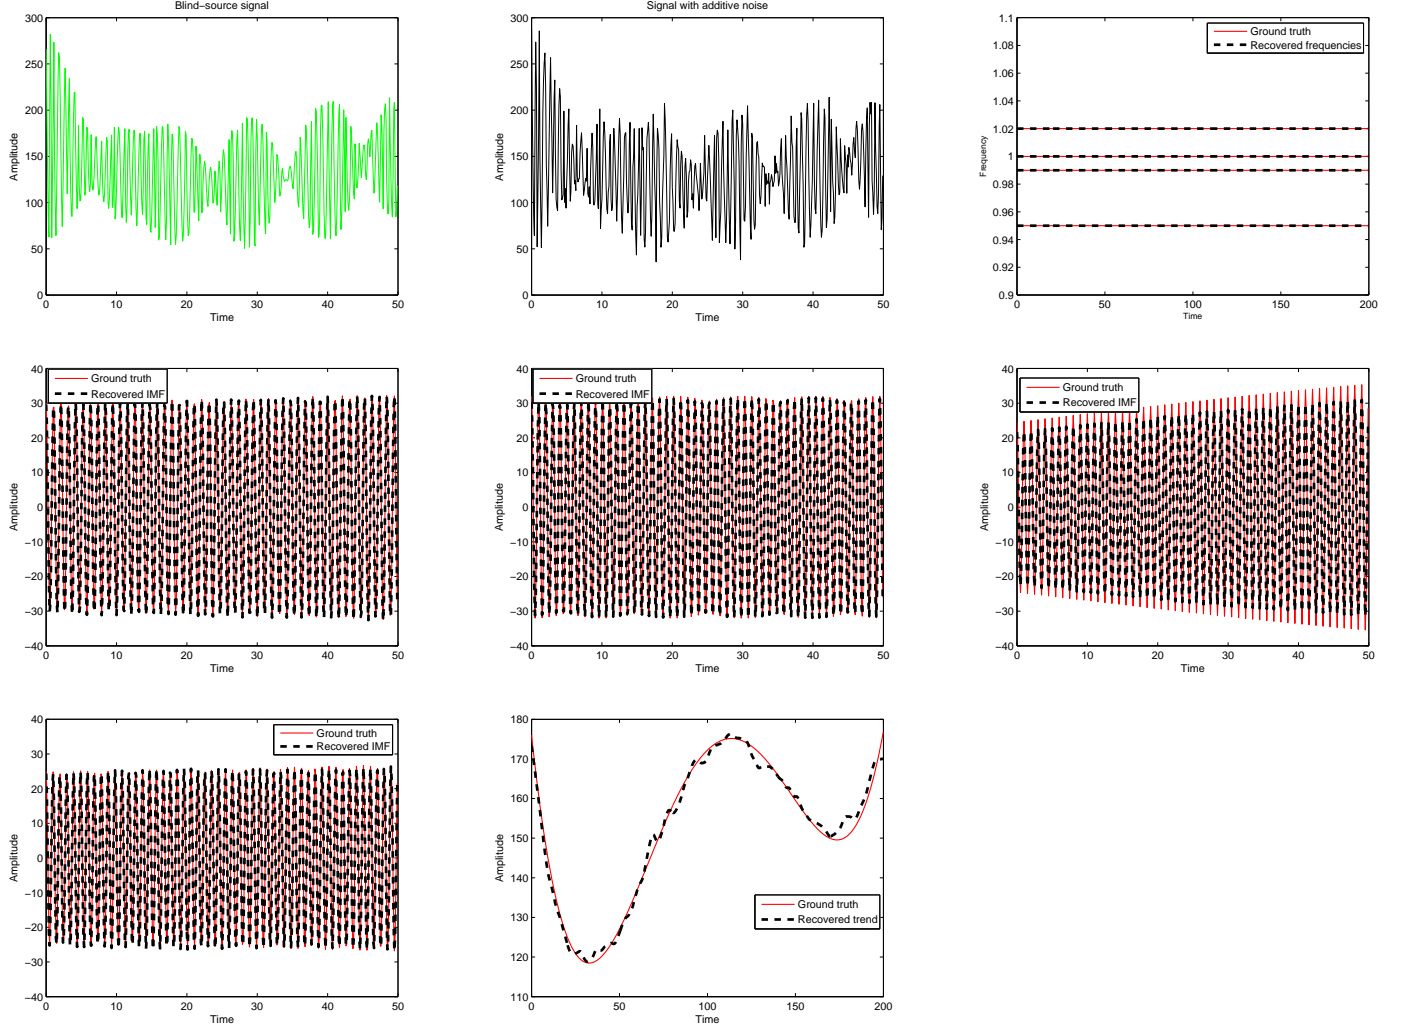 Blind−source signal
300
250
200
150
100
50
0
Amplitude
0 10 20 30 40 50
Time
Signal with additive noise
300
250
200
150
100
50
0
Amplitude
0 10 20 30 40 50
Time
1.1
1.08
1.06
1.04
1.02
1
0.98
0.96
0.94
0.92
0.9
Frequency
Ground truth
Recovered frequencies
50 100 150 200
Time
40
30
20
10
0
−10
−20
−30
−40
Amplitude
Ground truth
Recovered IMF
0 10 20 30 40 50
Time
40
30
20
10
0
−10
−20
−30
−40
Amplitude
Ground truth
Recovered IMF
0 10 20 30 40 50
Time
40
30
20
10
0
−10
−20
−30
−40
Amplitude
Ground truth
Recovered IMF
0 10 20 30 40 50
Time
40
30
20
10
0
−10
−20
−30
−40
Amplitude
Ground truth
Recovered IMF
0 10 20 30 40 50
Time
180
170
160
150
140
130
120
110
Amplitude
Ground truth
Recovered trend
0 50 100 150 200
Time